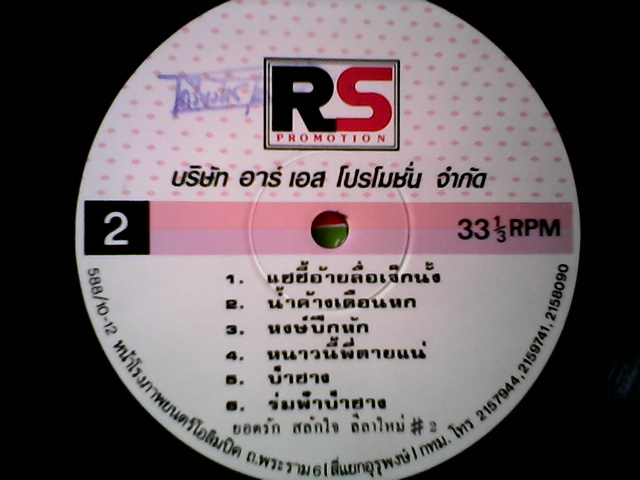 RS
PROMOTION
บริษัท อาร์ เอส โปรโมชั่น จำกัด
2
33 1/3 RPM
1. แฮซี้อ้ายลื่อเจ็กนั้ง
2. น้ำค้างเดือนหก
3. หงษ์ปีกหัก
4. หนาวนี้พี่ตายแน่
5. บ้าฮาง
6. ร่มฟ้าป่าฮาง
ยอดรัก สลักใจ ลีลาใหม่ # 2
588/10-12 หน้าโรงภาพยนตร์โอลิมปิค ถ.พระราม 6 (สี่แยกอุรุพงษ์) กทม. โทร 2157944, 2159741, 2158090